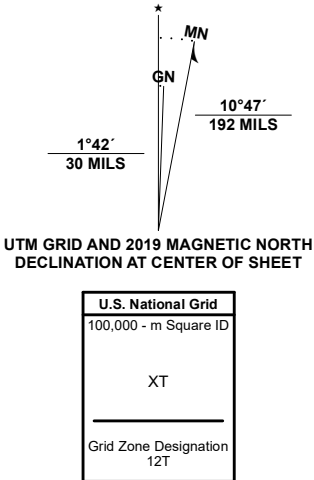 ★
MN
GN
10°47´
192 MILS
1°42´
30 MILS
UTM GRID AND 2019 MAGNETIC NORTH
DECLINATION AT CENTER OF SHEET
U.S. National Grid
100,000 - m Square ID
XT
Grid Zone Designation
12T